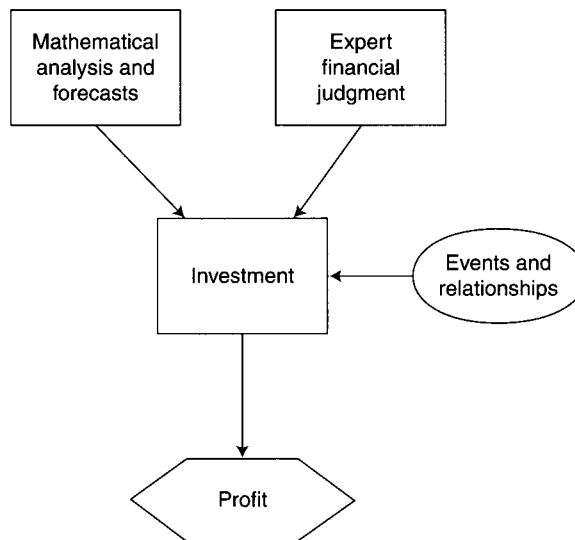 Mathematical
analysis and
forecasts
Expert
financial
judgment
Investment
Events and
relationships
Profit